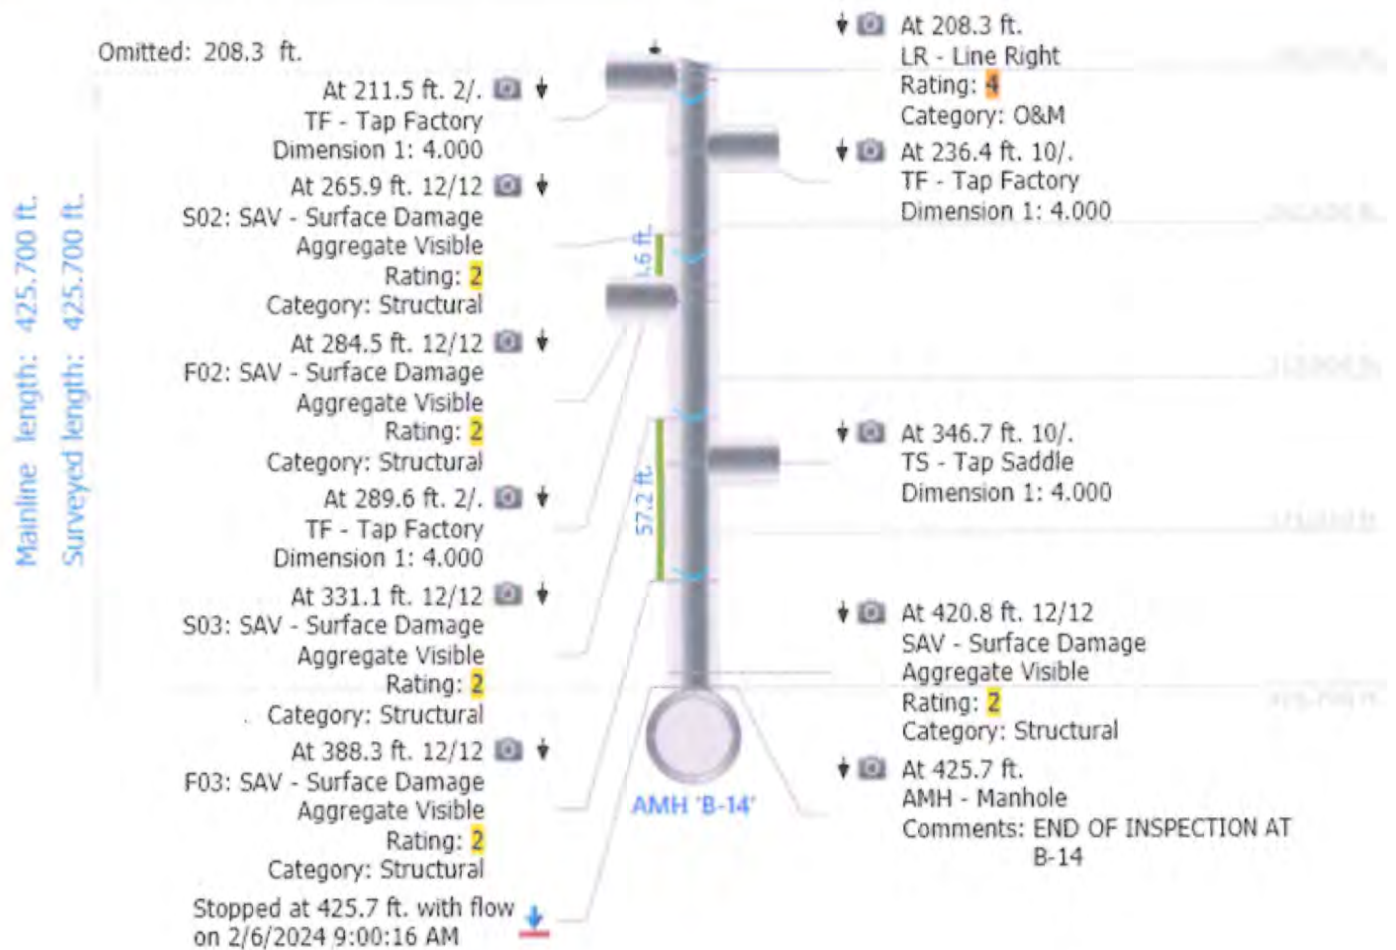 Omitted: 208.3 ft.
At 211.5 ft. 2/.
TF - Tap Factory
Dimension 1: 4.000
At 265.9 ft. 12/12
S02: SAV - Surface Damage
Aggregate Visible
Rating: 2
Category: Structural
At 284.5 ft. 12/12
F02: SAV - Surface Damage
Aggregate Visible
Rating: 2
Category: Structural
At 289.6 ft. 2/.
TF - Tap Factory
Dimension 1: 4.000
At 331.1 ft. 12/12
S03: SAV - Surface Damage
Aggregate Visible
Rating: 2
Category: Structural
At 388.3 ft. 12/12
F03: SAV - Surface Damage
Aggregate Visible
Rating: 2
Category: Structural
Stopped at 425.7 ft. with flow
on 2/6/2024 9:00:16 AM
Mainline length: 425.700 ft.
Surveyed length: 425.700 ft.
.6 ft.
57.2 ft.
AMH 'B-14'
At 208.3 ft.
LR - Line Right
Rating: 4
Category: O&M
At 236.4 ft. 10/.
TF - Tap Factory
Dimension 1: 4.000
At 346.7 ft. 10/.
TS - Tap Saddle
Dimension 1: 4.000
At 420.8 ft. 12/12
SAV - Surface Damage
Aggregate Visible
Rating: 2
Category: Structural
At 425.7 ft.
AMH - Manhole
Comments: END OF INSPECTION AT
B-14